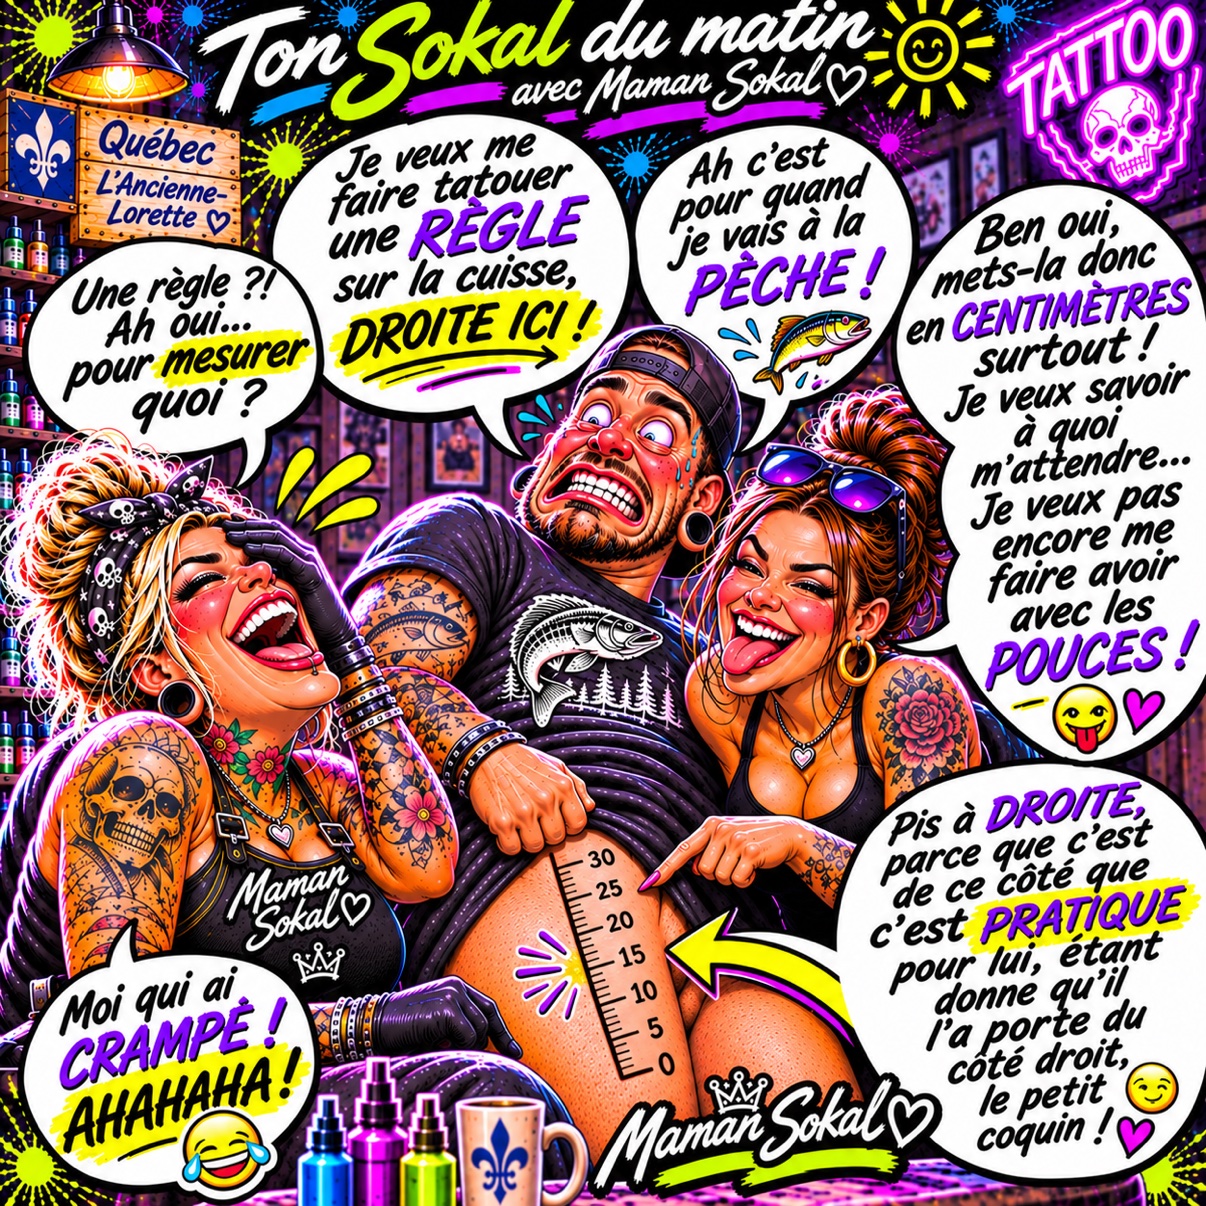 Ton Sokal du matin
avec Maman Sokal
TATTOO
Québec
L'Ancienne-
Lorette
Je veux me
faire tatouer
une RÈGLE
sur la cuisse,
DROITE ICI !
Une règle ?!
Ah oui...
pour mesurer
quoi ?
Ah c'est
pour quand
je vais à la
PÈCHE !
Ben oui,
mets-la donc
en CENTIMÈTRES
surtout !
Je veux savoir
à quoi
m'attendre...
Je veux pas
encore me
faire avoir
avec les
POUCES !
Pis à DROITE,
parce que c'est
de ce côté que
c'est PRATIQUE
pour lui, étant
donne qu'il
l'a porte du
côté droit,
le petit
coquin !
30
25
20
15
10
5
0
Maman
Sokal
Moi qui ai
CRAMPÉ !
AHAHAHA !
Maman Sokal